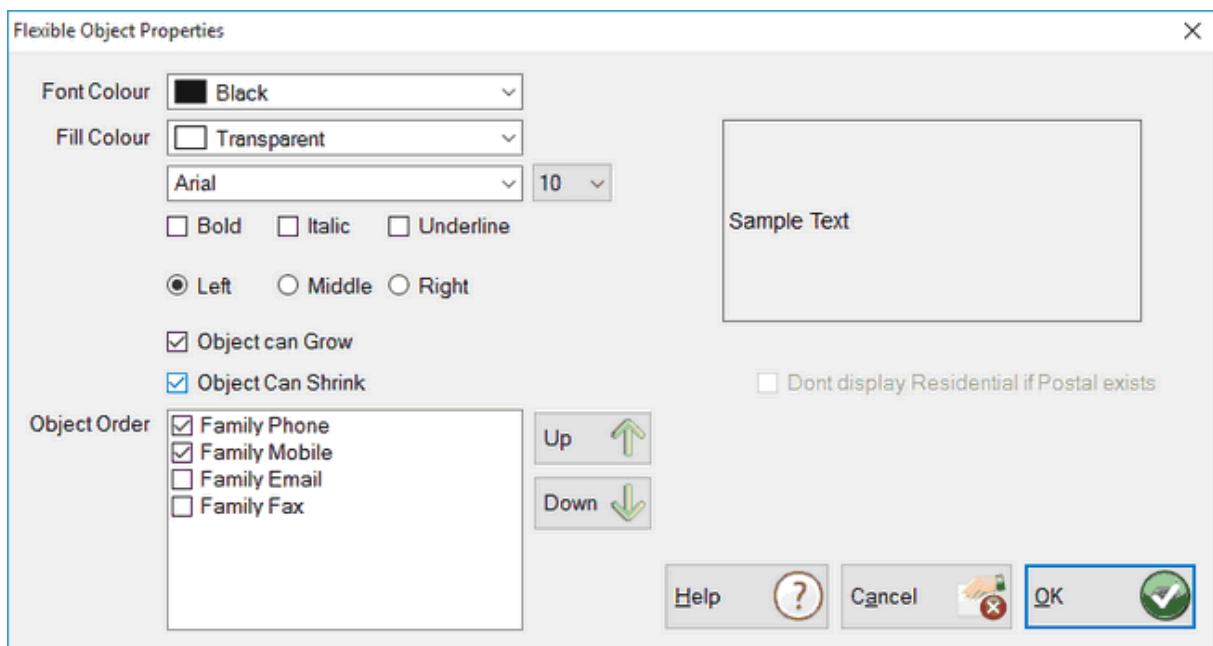 Flexible Object Properties
Font Colour Black
Fill Colour Transparent
Arial 10
Bold Italic Underline
Sample Text
Left Middle Right
Object can Grow
Object Can Shrink
Dont display Residential if Postal exists
Object Order
Family Phone
Family Mobile
Family Email
Family Fax
Up
Down
Help Cancel OK